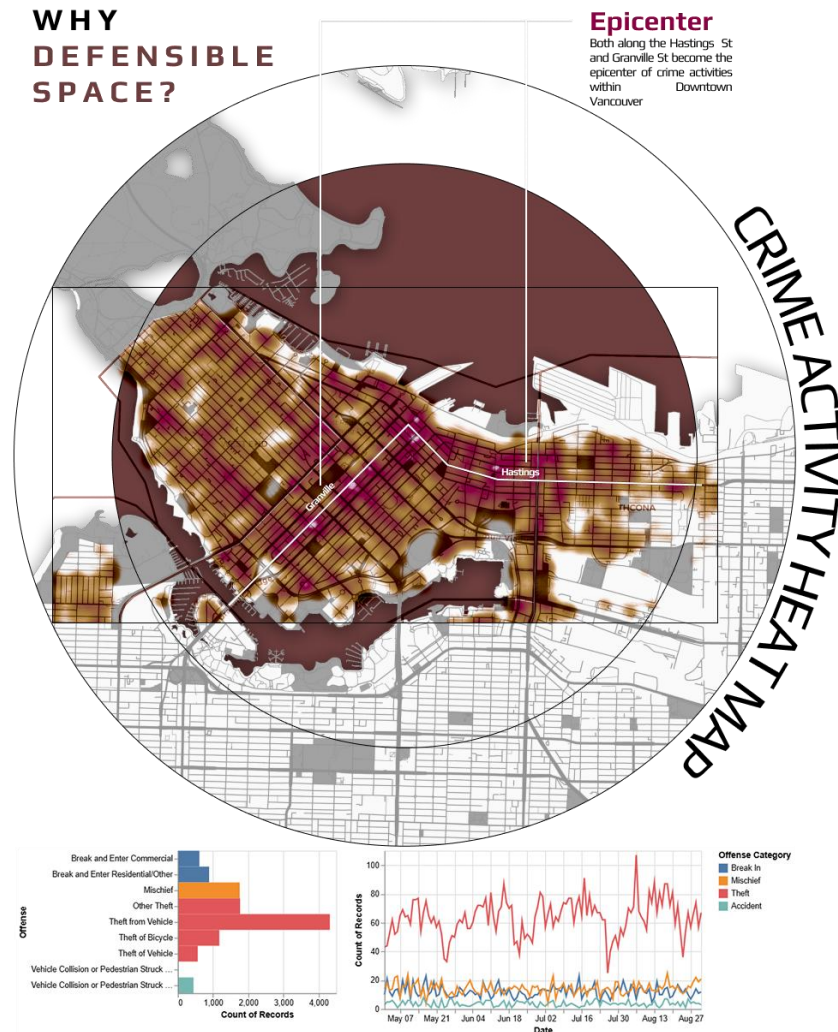 WHY
DEFENSIBLE
SPACE?
Epicenter
Both along the Hastings St
and Granville St become the
epicenter of crime activities
within Downtown
Vancouver
CRIME ACTIVITY HEAT MAP
Granville
Hastings
THCONA
Offense
Break and Enter Commercial
Break and Enter Residential/Other
Mischief
Other Theft
Theft from Vehicle
Theft of Bicycle
Theft of Vehicle
Vehicle Collision or Pedestrian Struck ...
Vehicle Collision or Pedestrian Struck ...
0 1,000 2,000 3,000 4,000
Count of Records
Count of Records
100
80
60
40
20
0
May 07 May 21 Jun 04 Jun 18 Jul 02 Jul 16 Jul 30 Aug 13 Aug 27
Date
Offense Category
Break In
Mischief
Theft
Accident